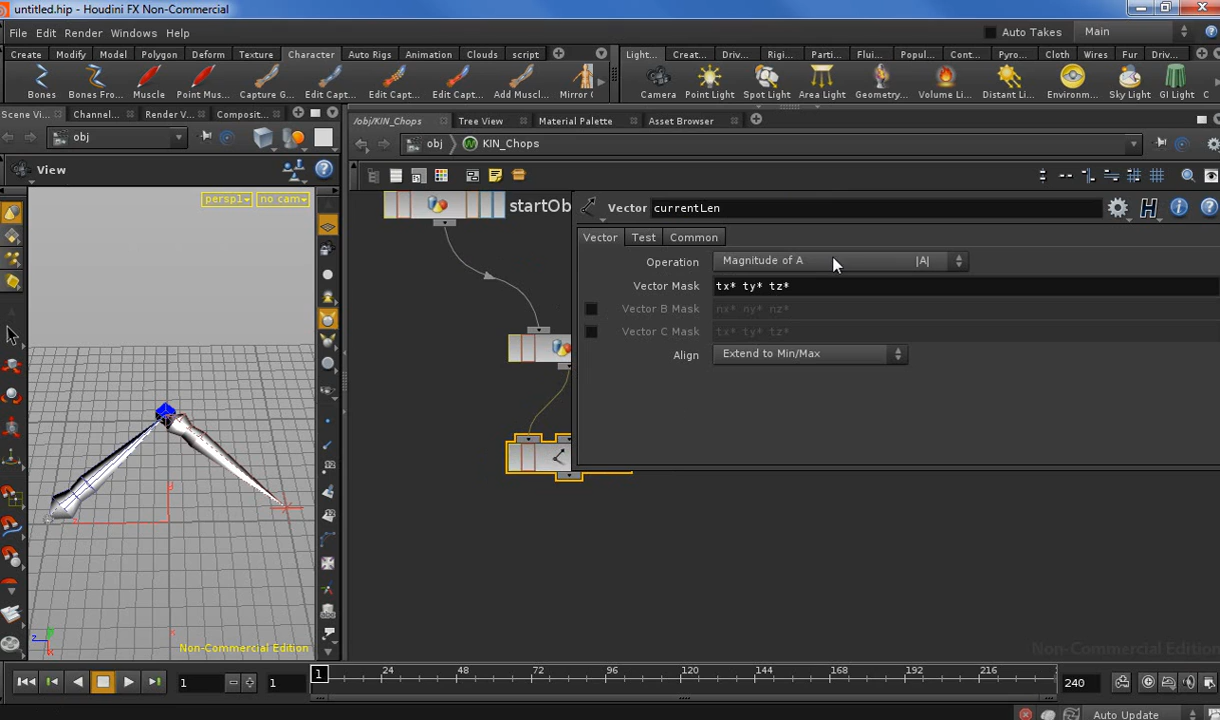 untitled.hip - Houdini FX Non-Commercial
File Edit Render Windows Help
Auto Takes Main
Create Modify Model Polygon Deform Texture Character Auto Rigs Animation Clouds script
Light... Creat... Driv... Rigi... Parti... Flui... Popul... Cont... Pyro... Cloth Wires Fur Driv...
Bones Bones Fro... Muscle Point Mus... Capture G... Edit Capt... Edit Capt... Edit Capt... Add Muscl... Mirror C
Camera Point Light Spot Light Area Light Geometry... Volume Li... Distant Li... Environm... Sky Light GI Light C
Scene Vi... Channel... Render V... Composit...
/obj/KIN_Chops Tree View Material Palette Asset Browser
obj
obj KIN_Chops
View
persp1 no cam
startOb
Vector currentLen
Vector Test Common
Operation Magnitude of A |A|
Vector Mask tx* ty* tz*
Vector B Mask nx* ny* nz*
Vector C Mask tx* ty* tz*
Align Extend to Min/Max
Non-Commercial Edition
Non-Commercial Edition
1 1 1 24 48 72 96 120 144 168 192 216 240
Auto Update